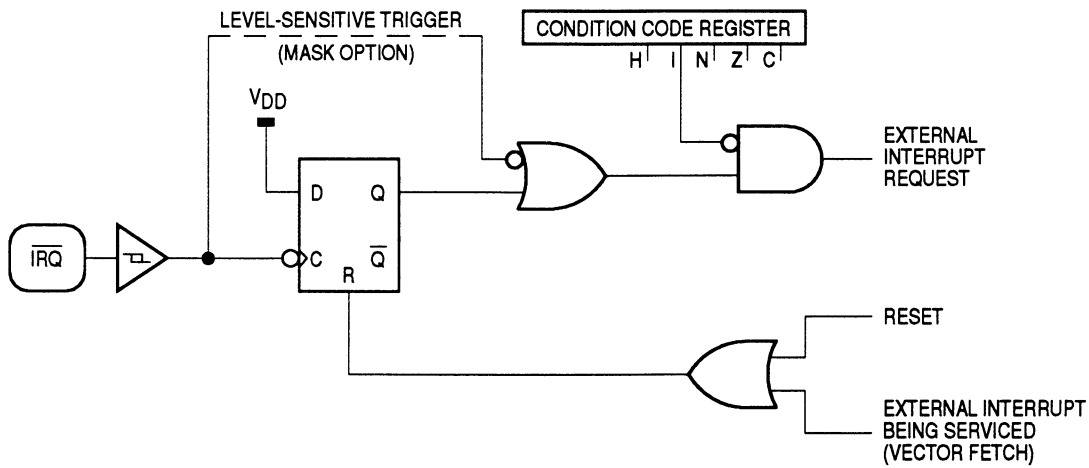 LEVEL-SENSITIVE TRIGGER
(MASK OPTION)
CONDITION CODE REGISTER
H I N Z C
VDD
D Q
IRQ
C Q
R
EXTERNAL
INTERRUPT
REQUEST
RESET
EXTERNAL INTERRUPT
BEING SERVICED
(VECTOR FETCH)